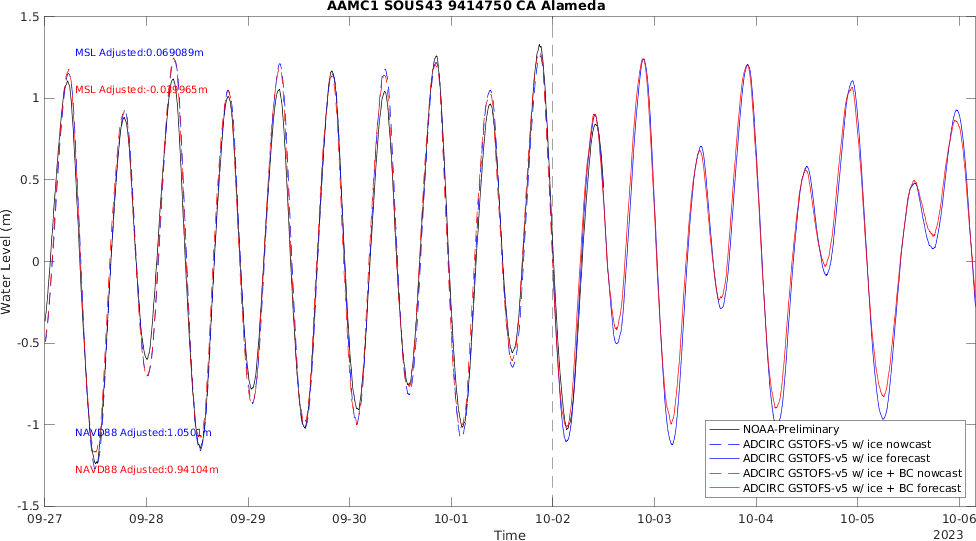 AAMC1 SOUS43 9414750 CA Alameda
1.5
1
0.5
0
-0.5
-1
-1.5
Water Level (m)
MSL Adjusted:0.069089m
MSL Adjusted:-0.039965m
NAVD88 Adjusted:1.0501m
NAVD88 Adjusted:0.94104m
NOAA-Preliminary
ADCIRC GSTOFS-v5 w/ ice nowcast
ADCIRC GSTOFS-v5 w/ ice forecast
ADCIRC GSTOFS-v5 w/ ice + BC nowcast
ADCIRC GSTOFS-v5 w/ ice + BC forecast
09-27 09-28 09-29 09-30 10-01 10-02 10-03 10-04 10-05 10-06
Time
2023